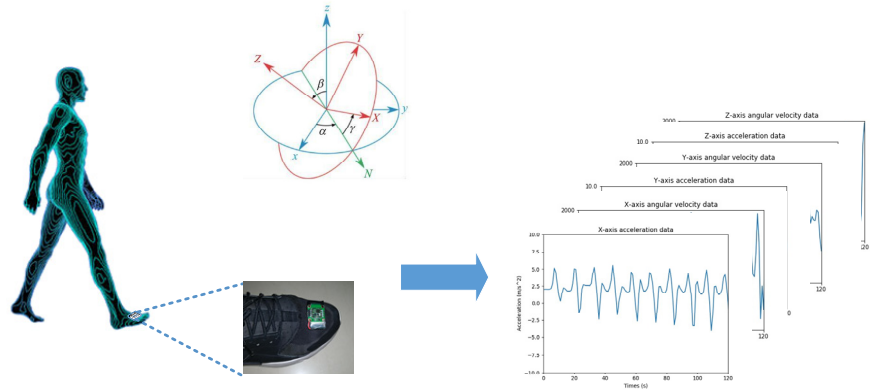 z
Y
Z
β
y
X
α
γ
x
N
Z-axis angular velocity data
2000
Z-axis acceleration data
10.0
Y-axis angular velocity data
2000
Y-axis acceleration data
10.0
X-axis angular velocity data
2000
X-axis acceleration data
10.0
7.5
5.0
2.5
0.0
-2.5
-5.0
-7.5
-10.0
Acceleration (m/s^2)
0 20 40 60 80 100 120
Times (s)
120
0
120
120